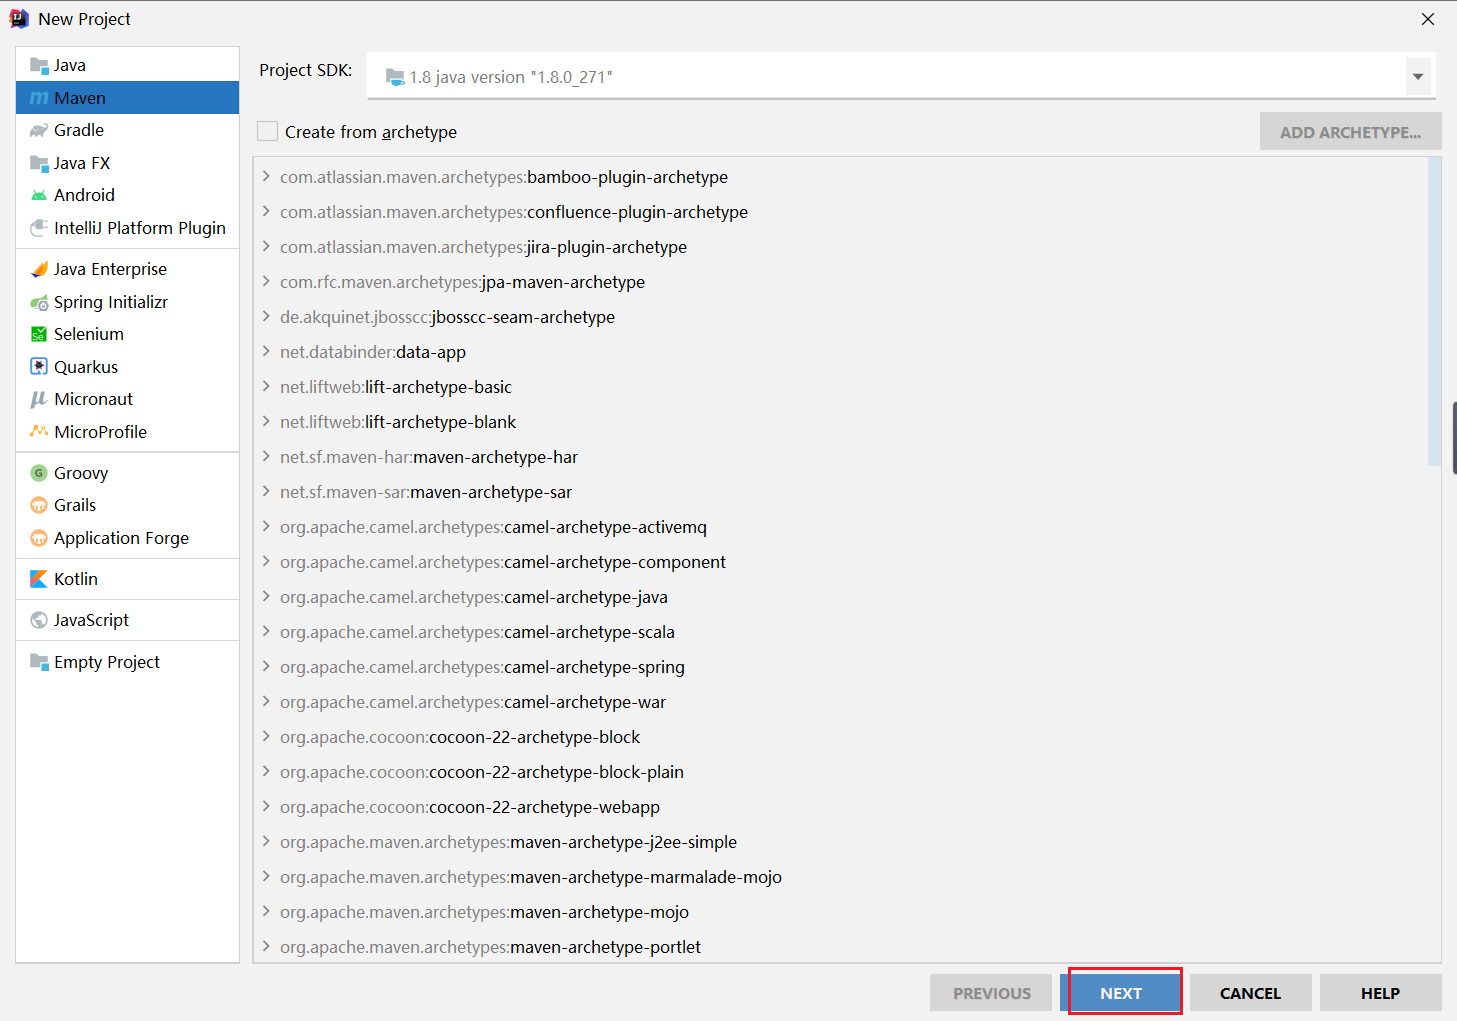 New Project
Java
Maven
Gradle
Java FX
Android
IntelliJ Platform Plugin
Java Enterprise
Spring Initializr
Selenium
Quarkus
Micronaut
MicroProfile
Groovy
Grails
Application Forge
Kotlin
JavaScript
Empty Project
Project SDK: 1.8 java version "1.8.0_271"
Create from archetype ADD ARCHETYPE...
com.atlassian.maven.archetypes:bamboo-plugin-archetype
com.atlassian.maven.archetypes:confluence-plugin-archetype
com.atlassian.maven.archetypes:jira-plugin-archetype
com.rfc.maven.archetypes:jpa-maven-archetype
de.akquinet.jbosscc:jbosscc-seam-archetype
net.databinder:data-app
net.liftweb:lift-archetype-basic
net.liftweb:lift-archetype-blank
net.sf.maven-har:maven-archetype-har
net.sf.maven-sar:maven-archetype-sar
org.apache.camel.archetypes:camel-archetype-activemq
org.apache.camel.archetypes:camel-archetype-component
org.apache.camel.archetypes:camel-archetype-java
org.apache.camel.archetypes:camel-archetype-scala
org.apache.camel.archetypes:camel-archetype-spring
org.apache.camel.archetypes:camel-archetype-war
org.apache.cocoon:cocoon-22-archetype-block
org.apache.cocoon:cocoon-22-archetype-block-plain
org.apache.cocoon:cocoon-22-archetype-webapp
org.apache.maven.archetypes:maven-archetype-j2ee-simple
org.apache.maven.archetypes:maven-archetype-marmalade-mojo
org.apache.maven.archetypes:maven-archetype-mojo
org.apache.maven.archetypes:maven-archetype-portlet
PREVIOUS NEXT CANCEL HELP